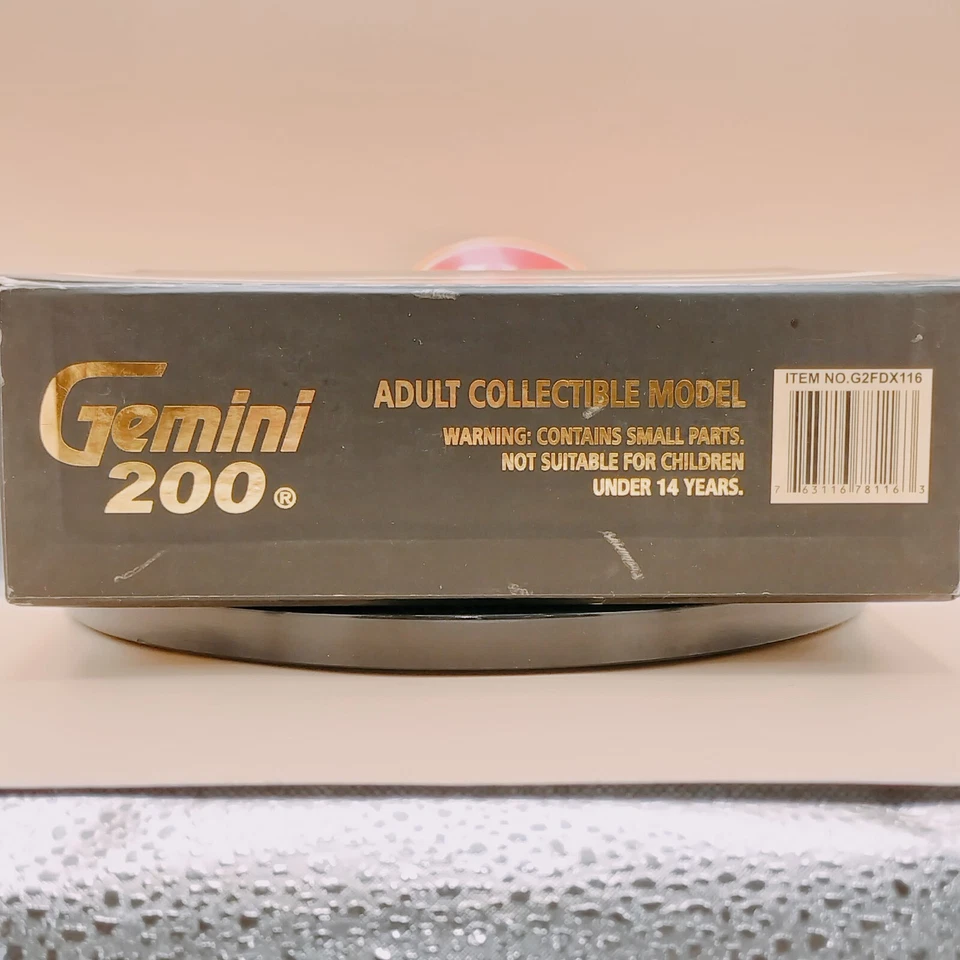 Gemini
200®
ADULT COLLECTIBLE MODEL
WARNING: CONTAINS SMALL PARTS.
NOT SUITABLE FOR CHILDREN
UNDER 14 YEARS.
ITEM NO.G2FDX116
7 63116 78116 3